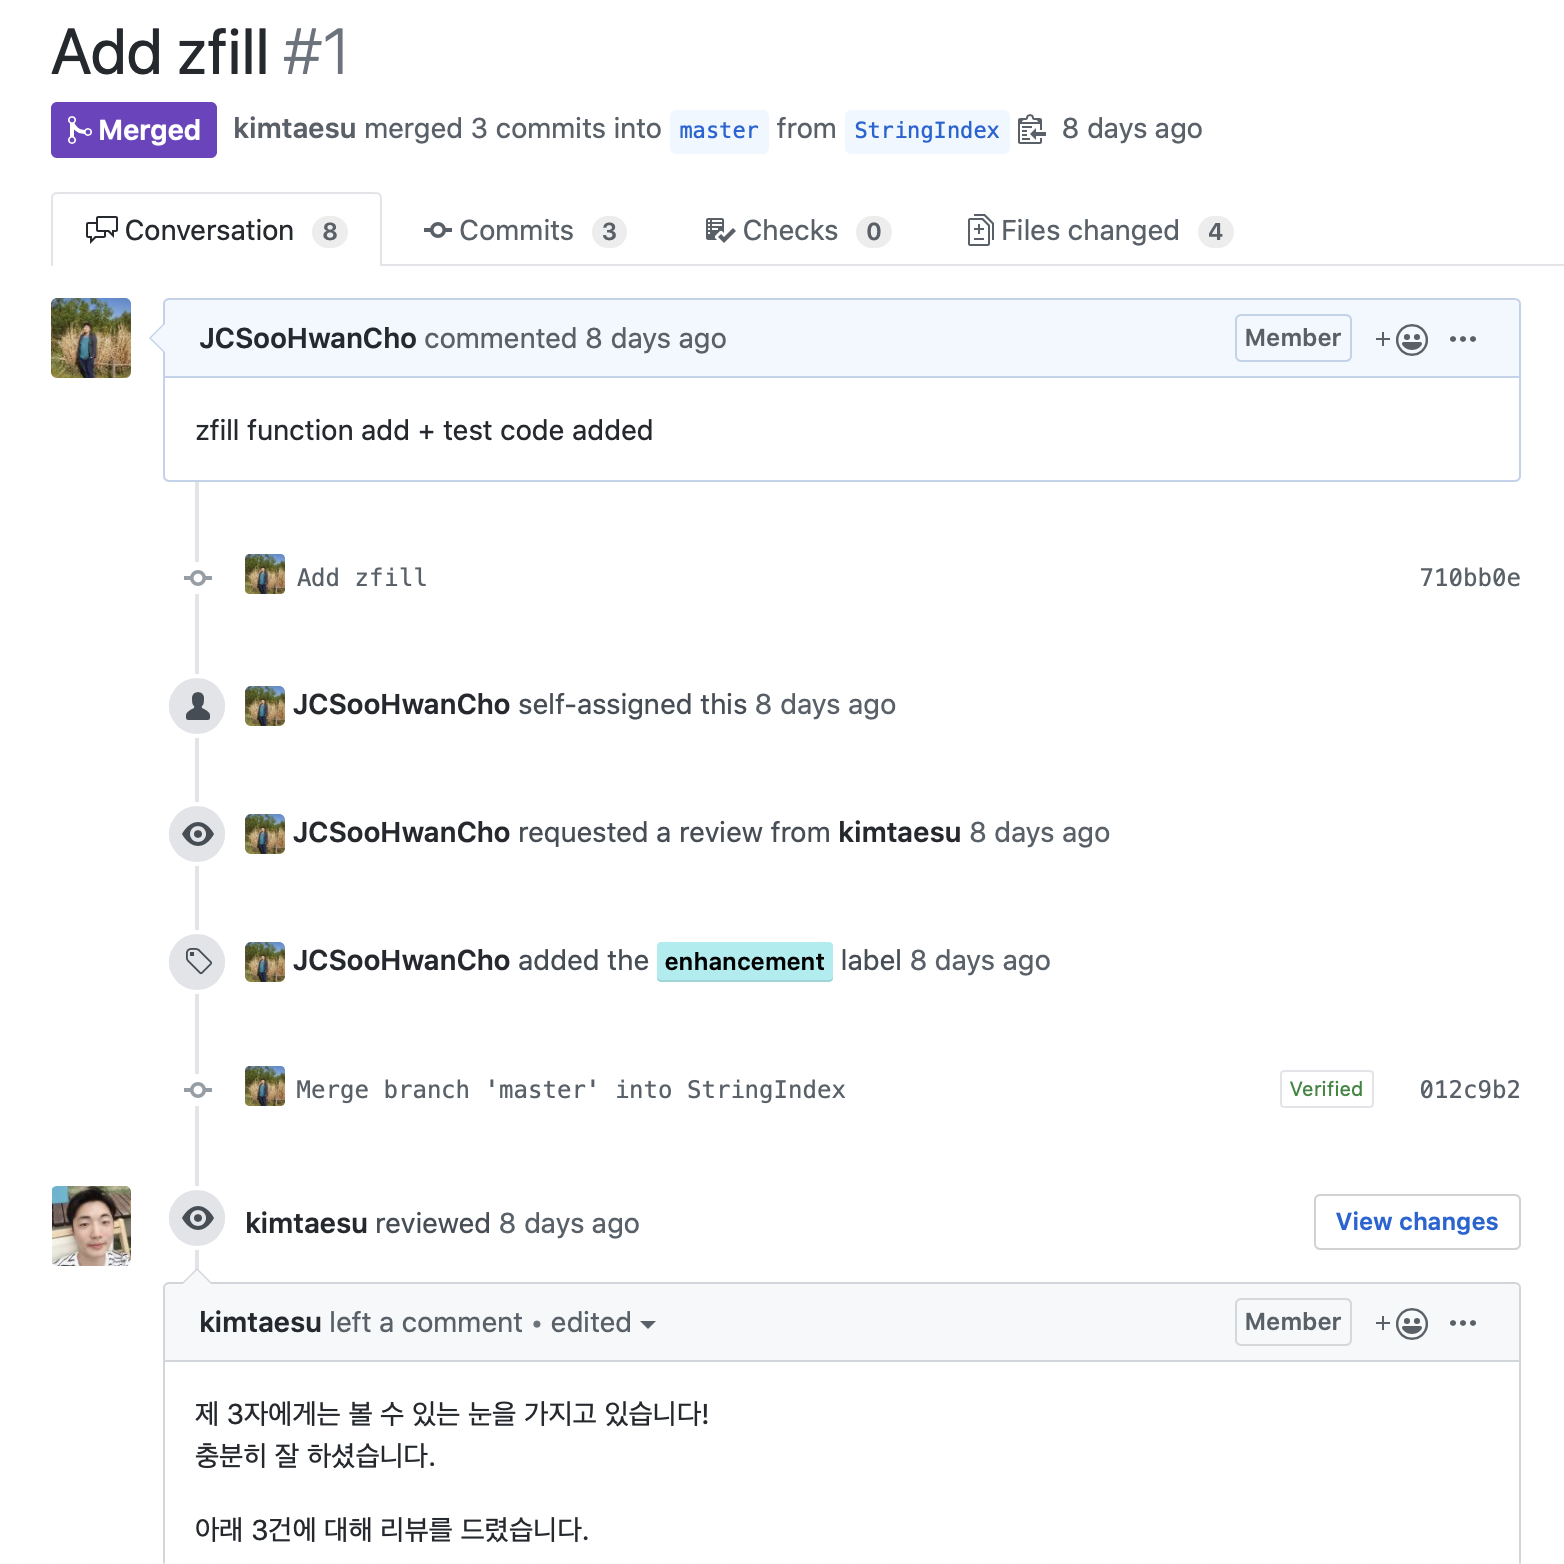 Add zfill #1
Merged kimtaesu merged 3 commits into master from StringIndex 8 days ago
Conversation 8 Commits 3 Checks 0 Files changed 4
JCSooHwanCho commented 8 days ago Member
zfill function add + test code added
Add zfill 710bb0e
JCSooHwanCho self-assigned this 8 days ago
JCSooHwanCho requested a review from kimtaesu 8 days ago
JCSooHwanCho added the enhancement label 8 days ago
Merge branch 'master' into StringIndex Verified 012c9b2
kimtaesu reviewed 8 days ago View changes
kimtaesu left a comment • edited Member
제 3자에게는 볼 수 있는 눈을 가지고 있습니다!
충분히 잘 하셨습니다.
아래 3건에 대해 리뷰를 드렸습니다.